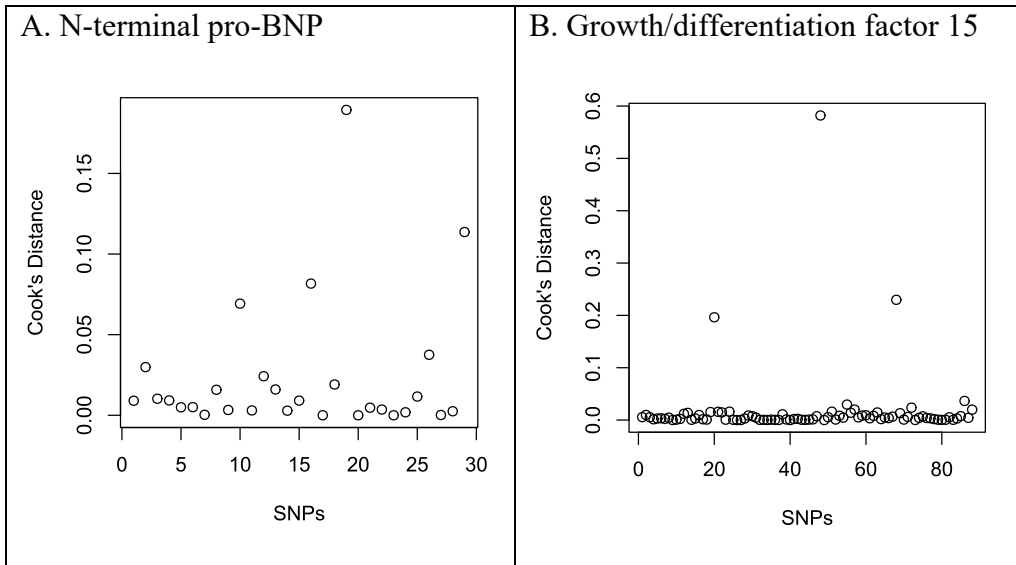 A. N-terminal pro-BNP
Cook's Distance
0.15
0.10
0.05
0.00
0 5 10 15 20 25 30
SNPs
B. Growth/differentiation factor 15
Cook's Distance
0.6
0.5
0.4
0.3
0.2
0.1
0.0
0 20 40 60 80
SNPs